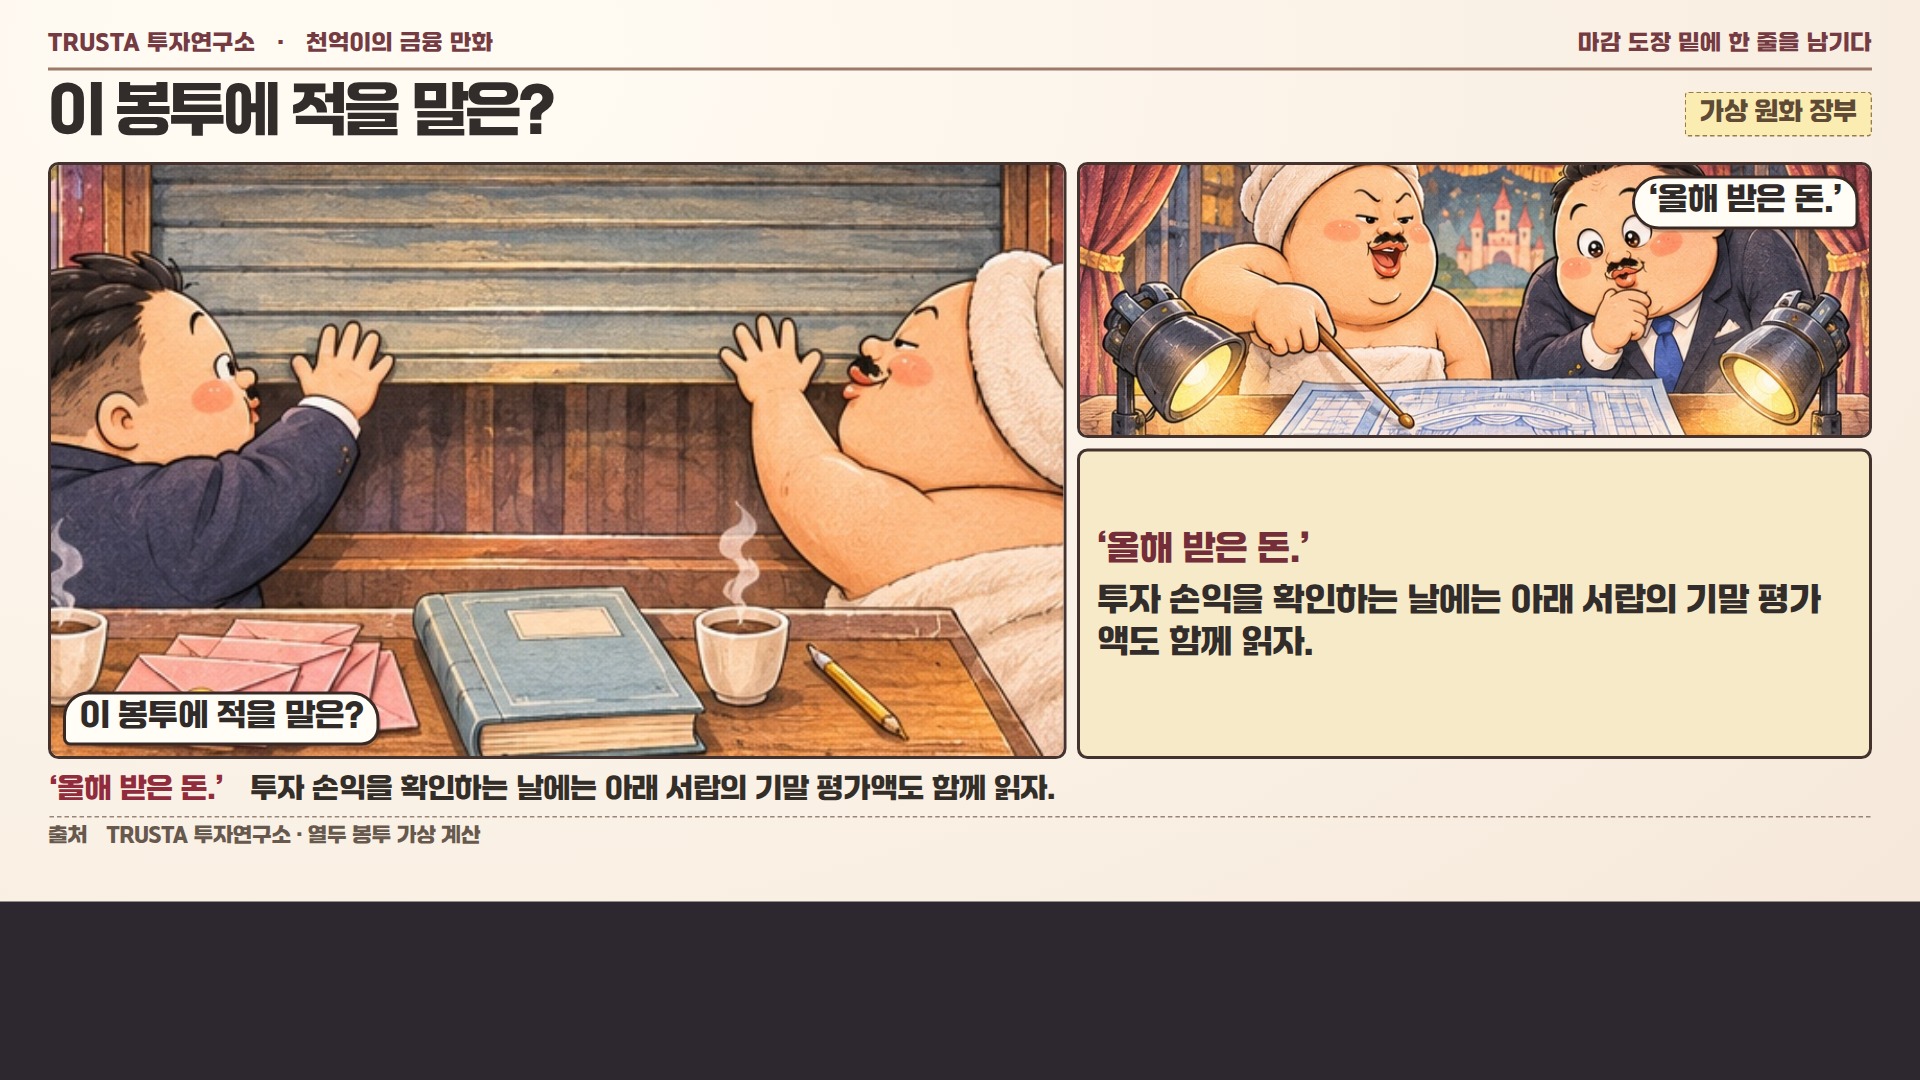 TRUSTA 투자연구소 · 천억이의 금융 만화
마감 도장 밑에 한 줄을 남기다
이 봉투에 적을 말은?
가상 원화 장부
‘올해 받은 돈.’
이 봉투에 적을 말은?
‘올해 받은 돈.’
투자 손익을 확인하는 날에는 아래 서랍의 기말 평가
액도 함께 읽자.
‘올해 받은 돈.’ 투자 손익을 확인하는 날에는 아래 서랍의 기말 평가액도 함께 읽자.
출처 TRUSTA 투자연구소 · 열두 봉투 가상 계산